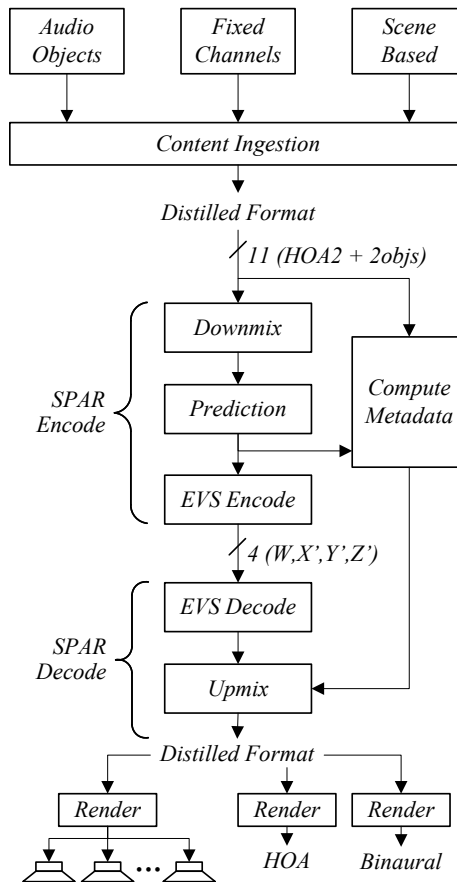 Audio Objects
Fixed Channels
Scene Based
Content Ingestion
Distilled Format
11 (HOA2 + 2objs)
Downmix
SPAR Encode
Prediction
Compute Metadata
EVS Encode
4 (W,X',Y',Z')
EVS Decode
SPAR Decode
Upmix
Distilled Format
Render
Render
Render
HOA
Binaural